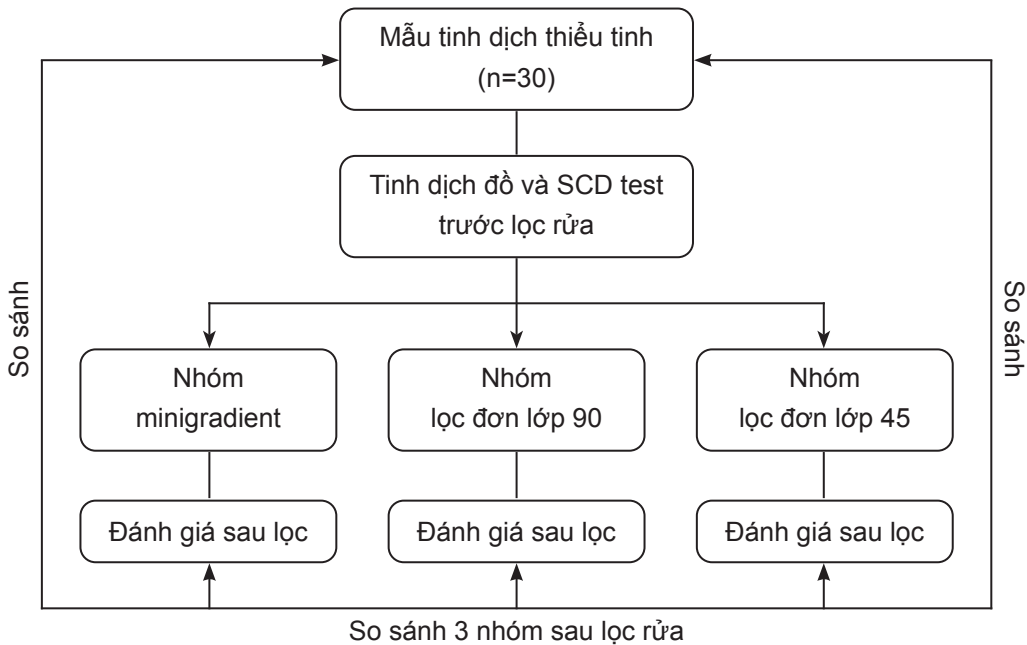 Mẫu tinh dịch thiểu tinh
(n=30)
Tinh dịch đồ và SCD test
trước lọc rửa
So sánh
So sánh
Nhóm
minigradient
Nhóm
lọc đơn lớp 90
Nhóm
lọc đơn lớp 45
Đánh giá sau lọc
Đánh giá sau lọc
Đánh giá sau lọc
So sánh 3 nhóm sau lọc rửa